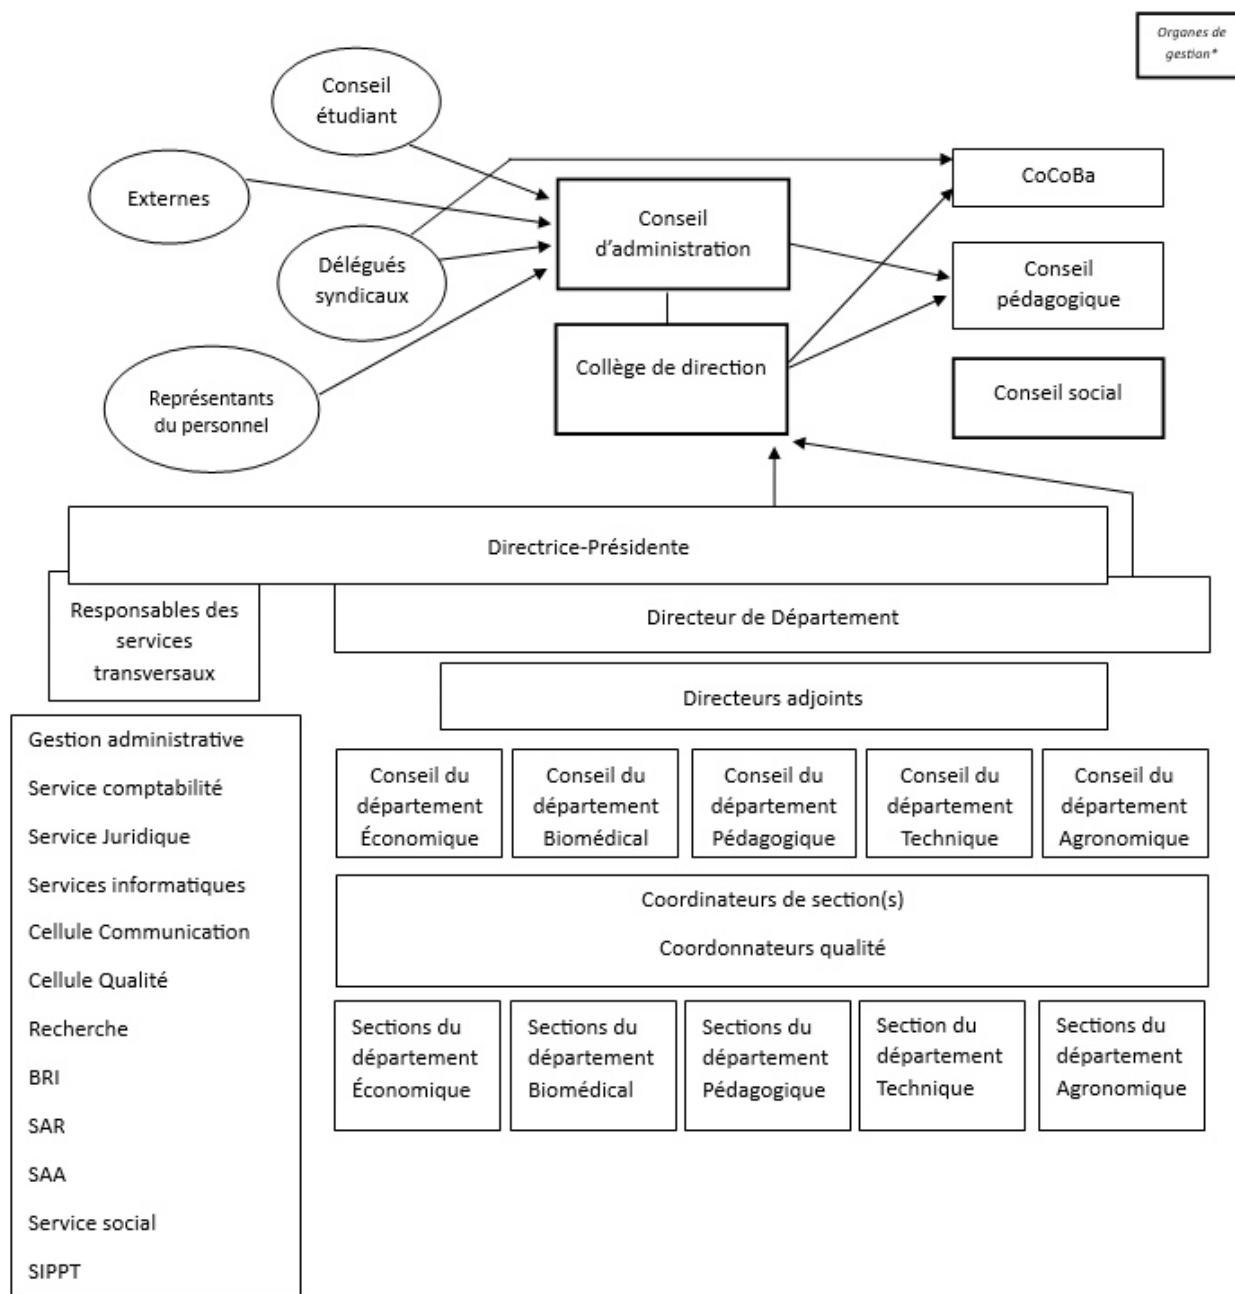 Organes de
gestion*
Conseil
étudiant
Externes
Délégués
syndicaux
Représentants
du personnel
Conseil
d'administration
Collège de direction
CoCoBa
Conseil
pédagogique
Conseil social
Directrice-Présidente
Responsables des
services
transversaux
Directeur de Département
Directeurs adjoints
Gestion administrative
Service comptabilité
Service Juridique
Services informatiques
Cellule Communication
Cellule Qualité
Recherche
BRI
SAR
SAA
Service social
SIPPT
Conseil du
département
Économique
Conseil du
département
Biomédical
Conseil du
département
Pédagogique
Conseil du
département
Technique
Conseil du
département
Agronomique
Coordinateurs de section(s)
Coordonnateurs qualité
Sections du
département
Économique
Sections du
département
Biomédical
Sections du
département
Pédagogique
Section du
département
Technique
Sections du
département
Agronomique